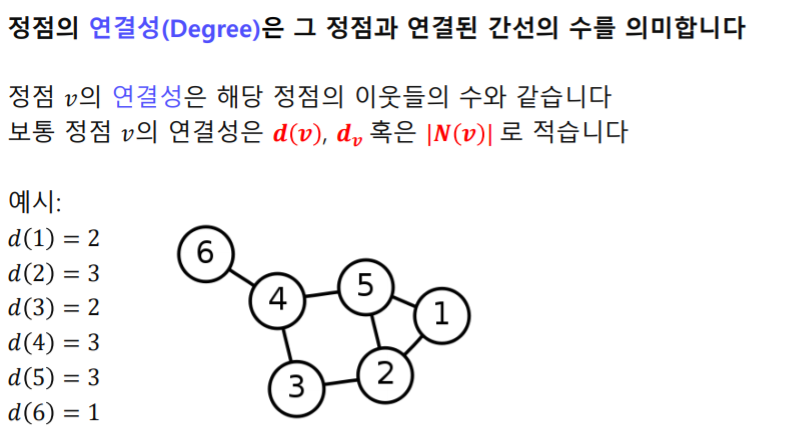 정점의 연결성(Degree)은 그 정점과 연결된 간선의 수를 의미합니다
정점 v의 연결성은 해당 정점의 이웃들의 수와 같습니다
보통 정점 v의 연결성은 d(v), dᵥ 혹은 |N(v)| 로 적습니다
예시:
d(1) = 2
d(2) = 3
d(3) = 2
d(4) = 3
d(5) = 3
d(6) = 1
6
4
5
1
3
2